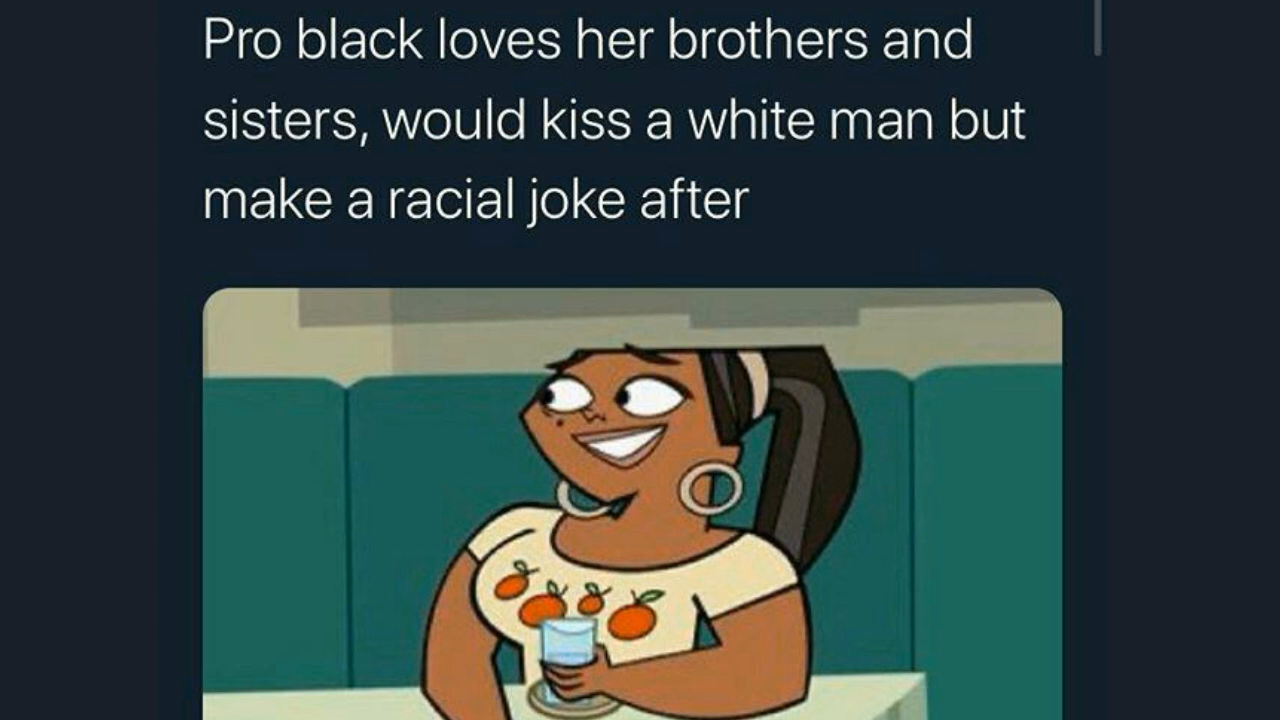 Pro black loves her brothers and
sisters, would kiss a white man but
make a racial joke after